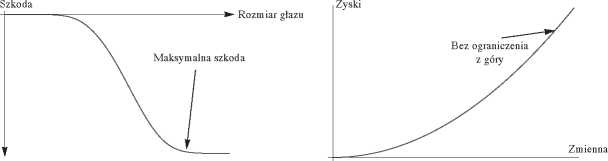 Szkoda
Rozmiar głazu
Maksymalna szkoda
Zyski
Bez ograniczenia
z góry
Zmienna